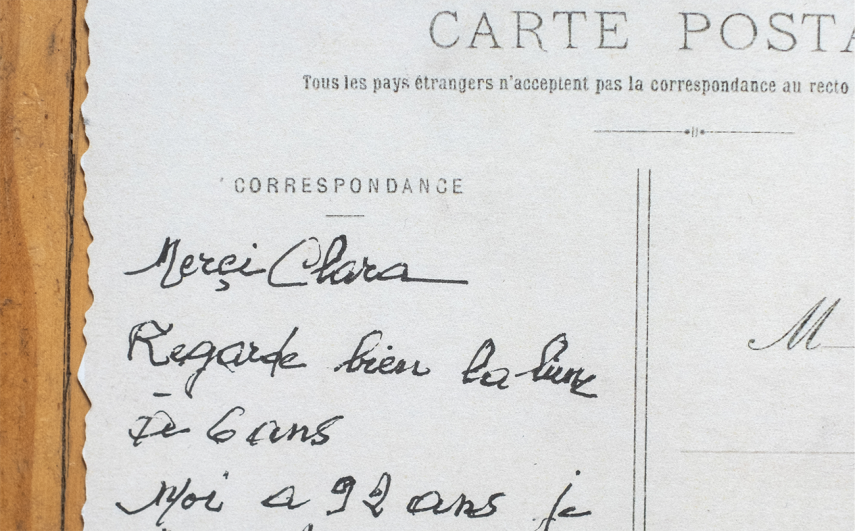 CARTE POSTA
Tous les pays étrangers n'acceptent pas la correspondance au recto
CORRESPONDANCE
Merçi Clara
Regarde bien la lune
6 ans
M
Moi a 92 ans je